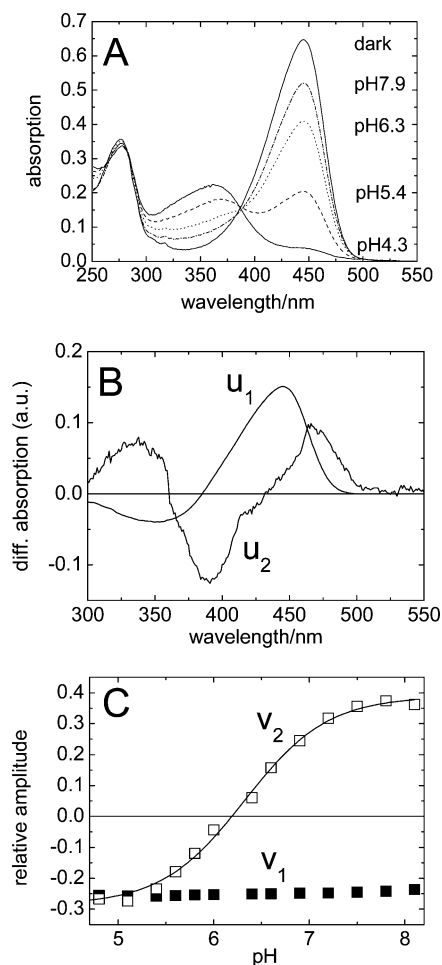 A
0.7
0.6
0.5
0.4
0.3
0.2
0.1
0.0
absorption
dark
pH7.9
pH6.3
pH5.4
pH4.3
250 300 350 400 450 500 550
wavelength/nm
B
0.2
0.1
0.0
-0.1
diff. absorption (a.u.)
u1
u2
300 350 400 450 500 550
wavelength/nm
C
0.4
0.3
0.2
0.1
0.0
-0.1
-0.2
-0.3
relative amplitude
v2
v1
5 6 7 8
pH